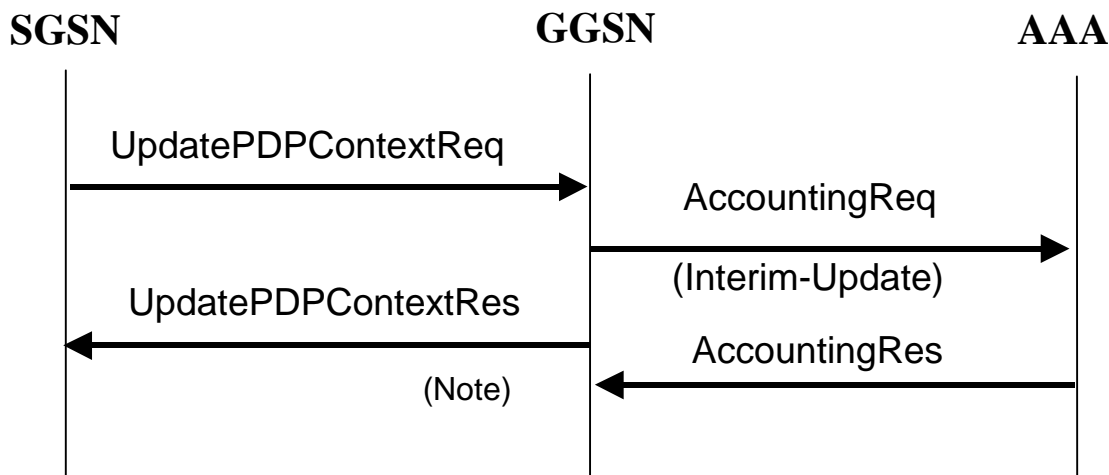 SGSN
GGSN
AAA
UpdatePDPContextReq
AccountingReq
(Interim-Update)
UpdatePDPContextRes
AccountingRes
(Note)